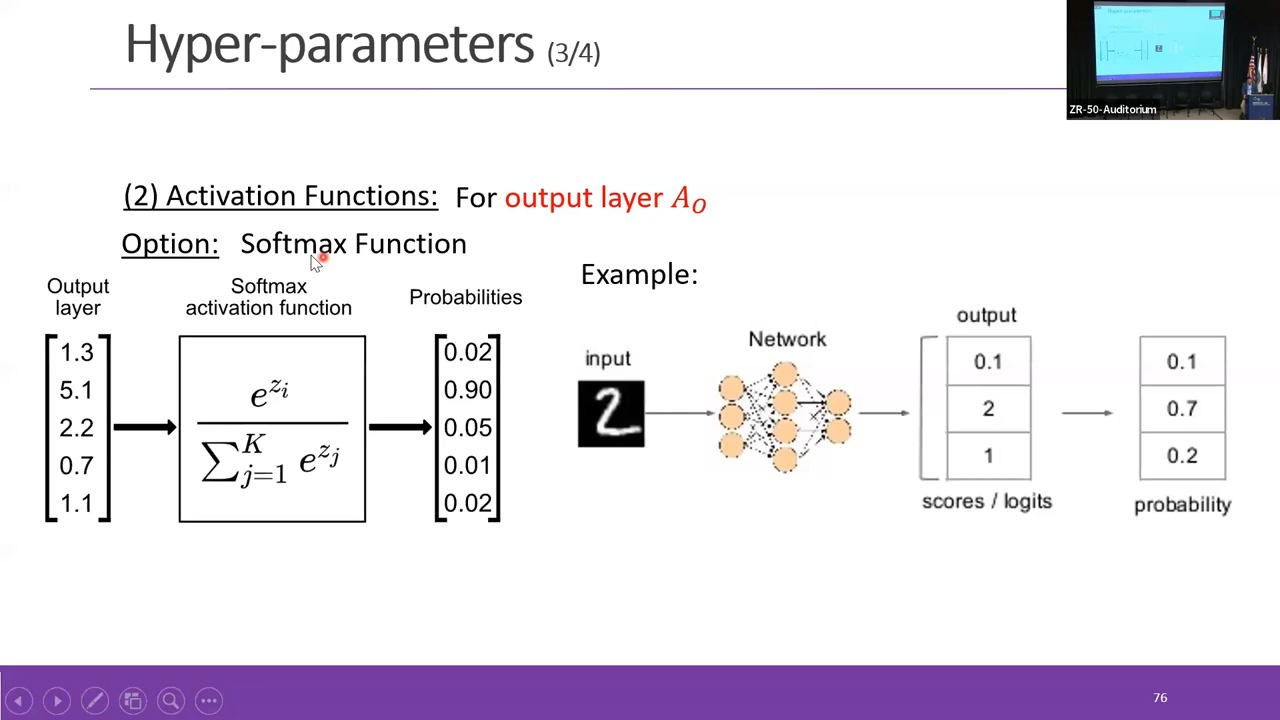 Hyper-parameters (3/4)
ZR-50-Auditorium
(2) Activation Functions: For output layer A_O
Option: Softmax Function
Output
layer
1.3
5.1
2.2
0.7
1.1
Softmax
activation function
e^{z_i}
∑_{j=1}^{K} e^{z_j}
Probabilities
0.02
0.90
0.05
0.01
0.02
Example:
input
2
Network
output
0.1
2
1
scores / logits
0.1
0.7
0.2
probability
76